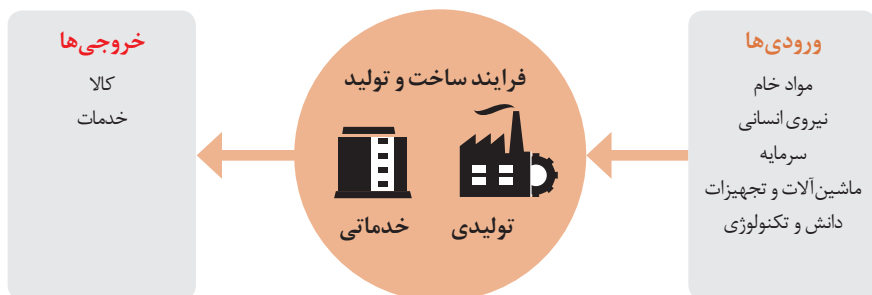 ورودی‌ها
مواد خام
نیروی انسانی
سرمایه
ماشین‌آلات و تجهیزات
دانش و تکنولوژی
فرایند ساخت و تولید
تولیدی
خدماتی
خروجی‌ها
کالا
خدمات